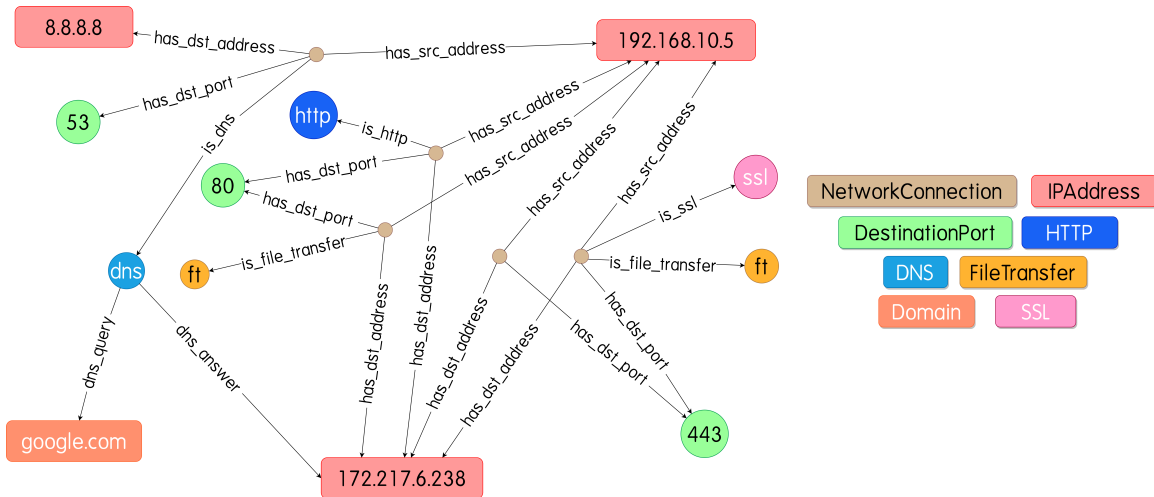 8.8.8.8
has_dst_address
has_src_address
192.168.10.5
has_dst_port
53
http
is_http
has_src_address
is_dns
has_src_address
has_src_address
has_src_address
has_dst_port
80
has_dst_port
ssl
is_ssl
NetworkConnection
IPAddress
DestinationPort
HTTP
DNS
FileTransfer
Domain
SSL
dns
ft
is_file_transfer
is_file_transfer
ft
has_dst_address
has_dst_address
has_dst_address
has_dst_address
has_dst_port
has_dst_port
dns_query
dns_answer
google.com
443
172.217.6.238